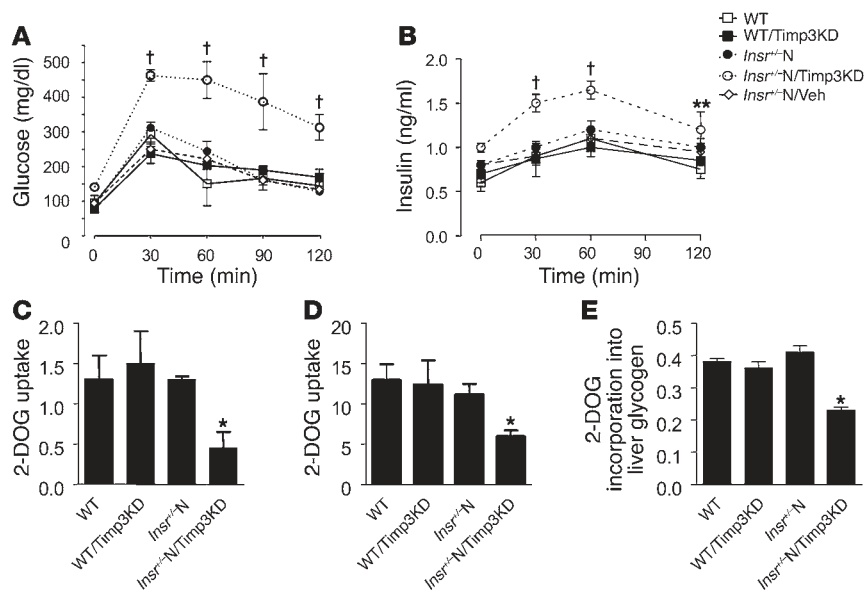 A
Glucose (mg/dl)
500
400
300
200
100
0
† † † †
0 30 60 90 120
Time (min)
B
Insulin (ng/ml)
2.0
1.5
1.0
0.5
0.0
† † **
0 30 60 90 120
Time (min)
WT
WT/Timp3KD
Insr+/–N
Insr+/–N/Timp3KD
Insr+/–N/Veh
C
2-DOG uptake
2.0
1.5
1.0
0.5
0.0
*
WT
WT/Timp3KD
Insr+/–N
Insr+/–N/Timp3KD
D
2-DOG uptake
20
15
10
5
0
*
WT
WT/Timp3KD
Insr+/–N
Insr+/–N/Timp3KD
E
2-DOG
incorporation into
liver glycogen
0.4
0.3
0.2
0.1
0.0
*
WT
WT/Timp3KD
Insr+/–N
Insr+/–N/Timp3KD